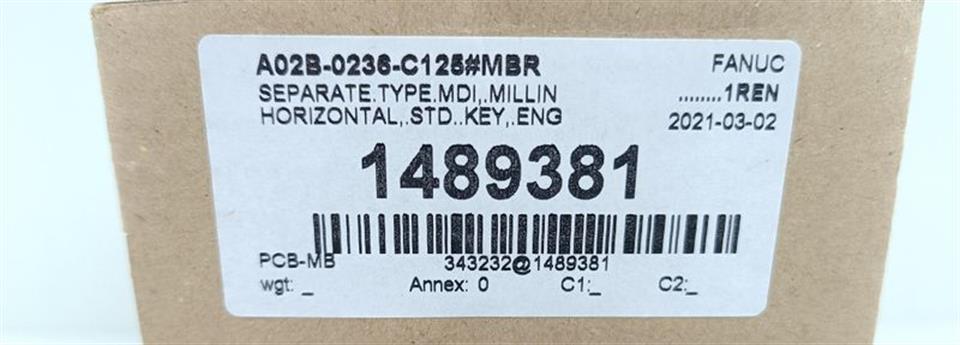 A02B-0236-C125#MBR
FANUC
SEPARATE.TYPE.MDI,.MILLIN
........1REN
HORIZONTAL,.STD..KEY,.ENG
2021-03-02
1489381
PCB-MB
343232@1489381
wgt: _
Annex: 0
C1:_
C2:_